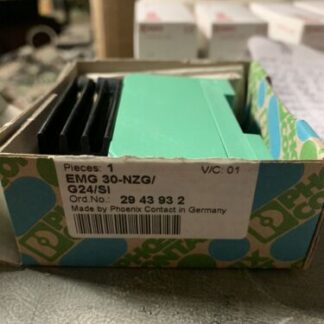 Pieces: 1 V/C: 01
EMG 30-NZG/
G24/SI
Ord.No.: 29 43 93 2
Made by Phoenix Contact in Germany